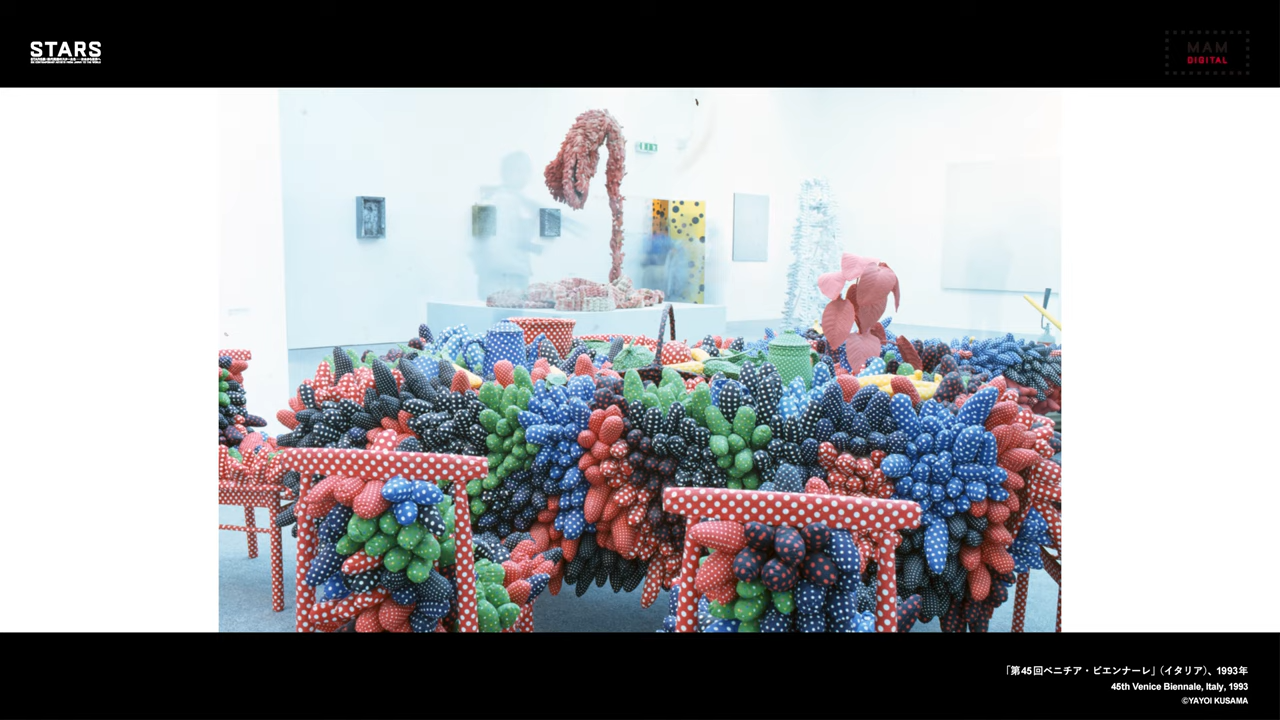 STARS
MAM
DIGITAL
「第45回ベニチア・ビエンナーレ」（イタリア）、1993年
45th Venice Biennale, Italy, 1993
©YAYOI KUSAMA